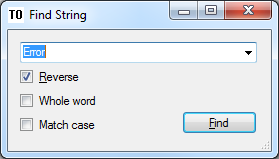 TO Find String
Error
Reverse
Whole word
Match case
Find